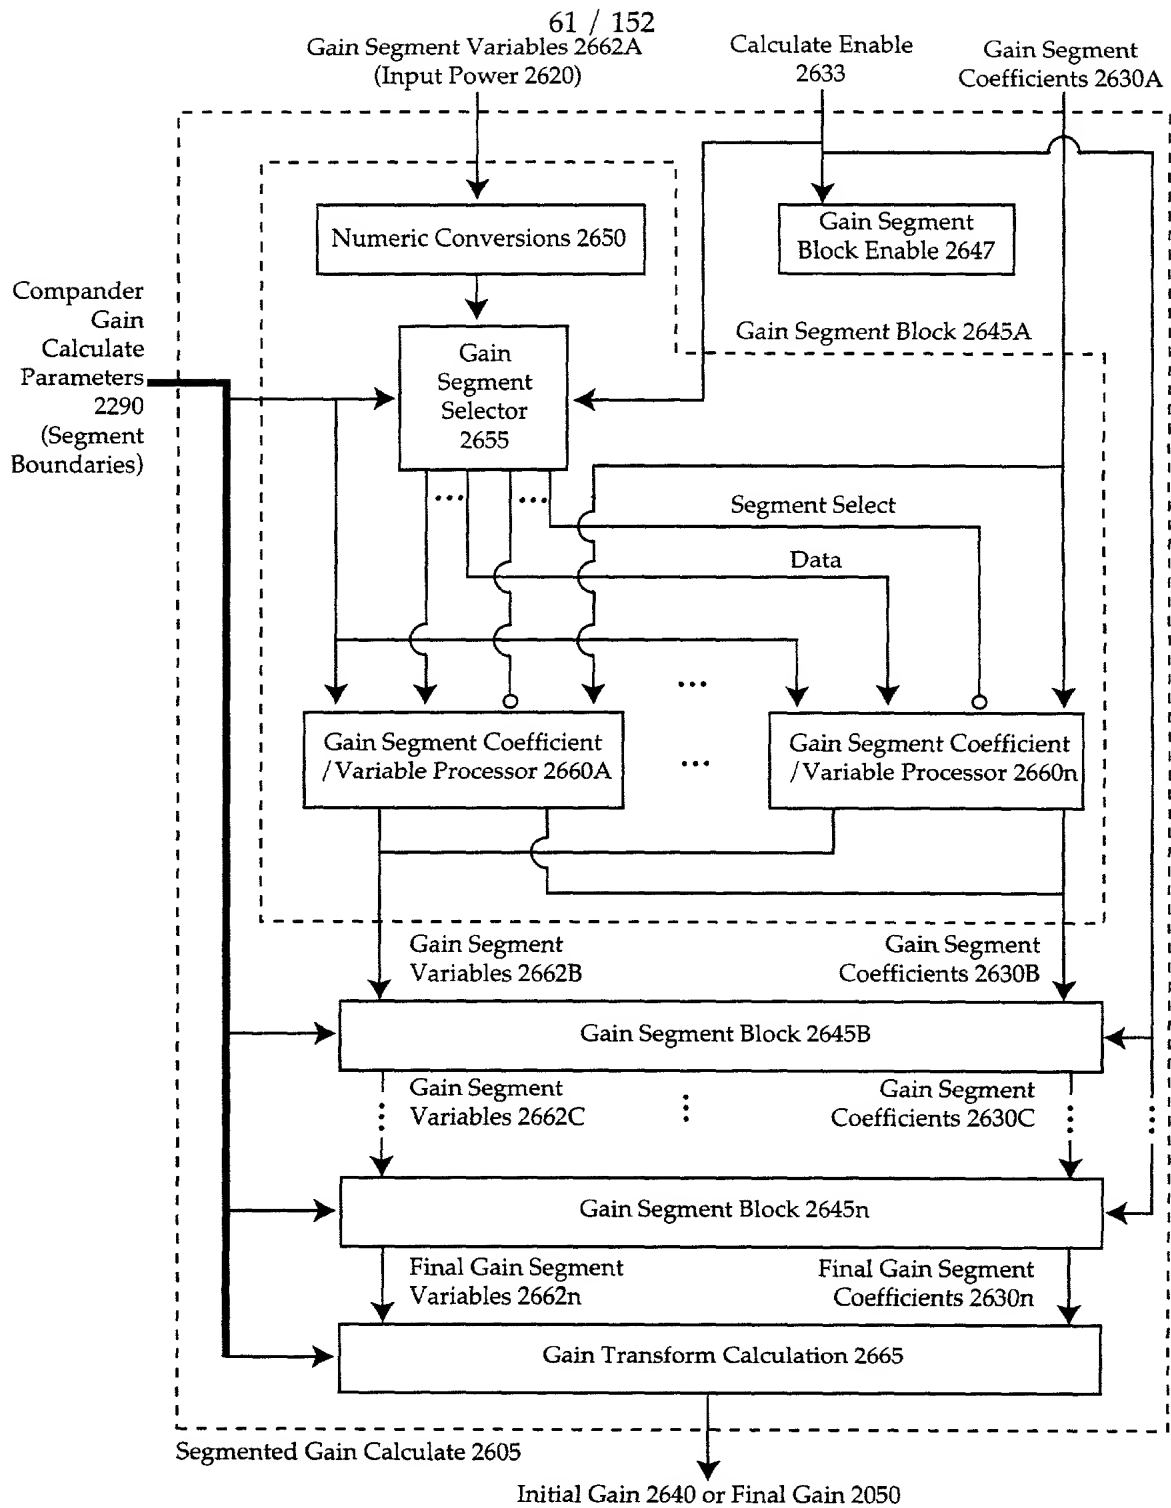 61 / 152
Gain Segment Variables 2662A
(Input Power 2620)
Calculate Enable
2633
Gain Segment
Coefficients 2630A
Numeric Conversions 2650
Gain Segment
Block Enable 2647
Compander
Gain
Calculate
Parameters
2290
(Segment
Boundaries)
Gain
Segment
Selector
2655
Gain Segment Block 2645A
Segment Select
Data
Gain Segment Coefficient
/Variable Processor 2660A
Gain Segment Coefficient
/Variable Processor 2660n
Gain Segment
Variables 2662B
Gain Segment
Coefficients 2630B
Gain Segment Block 2645B
Gain Segment
Variables 2662C
Gain Segment
Coefficients 2630C
Gain Segment Block 2645n
Final Gain Segment
Variables 2662n
Final Gain Segment
Coefficients 2630n
Gain Transform Calculation 2665
Segmented Gain Calculate 2605
Initial Gain 2640 or Final Gain 2050